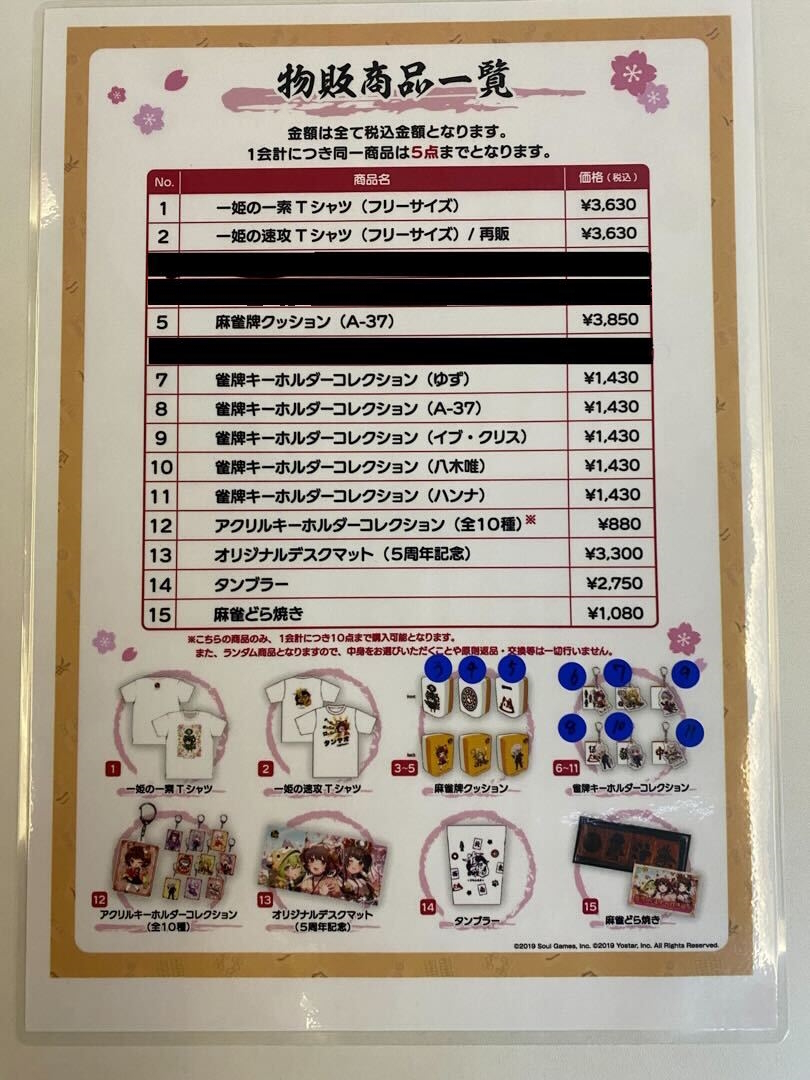 物販商品一覧
金額は全て税込金額となります。
1会計につき同一商品は5点までとなります。
No. 商品名 価格(税込)
1 一姫の一索Tシャツ(フリーサイズ) ¥3,630
2 一姫の速攻Tシャツ(フリーサイズ)/再販 ¥3,630
5 麻雀牌クッション(A-37) ¥3,850
7 雀牌キーホルダーコレクション(ゆず) ¥1,430
8 雀牌キーホルダーコレクション(A-37) ¥1,430
9 雀牌キーホルダーコレクション(イブ・クリス) ¥1,430
10 雀牌キーホルダーコレクション(八木唯) ¥1,430
11 雀牌キーホルダーコレクション(ハンナ) ¥1,430
12 アクリルキーホルダーコレクション(全10種)※ ¥880
13 オリジナルデスクマット(5周年記念) ¥3,300
14 タンブラー ¥2,750
15 麻雀どら焼き ¥1,080
※こちらの商品のみ、1会計につき10点まで購入可能となります。
また、ランダム商品となりますので、中身をお選びいただくことや原則返品・交換等は一切行いません。
3 4 5
6 7 9
8 10 11
front
back
タンヤオ
1 一姫の一索Tシャツ
2 一姫の速攻Tシャツ
3~5 麻雀牌クッション
6~11 雀牌キーホルダーコレクション
12 アクリルキーホルダーコレクション
(全10種)
13 オリジナルデスクマット
(5周年記念)
14 タンブラー
15 麻雀どら焼き
©2019 Soul Games, Inc. ©2019 Yostar, Inc. All Rights Reserved.